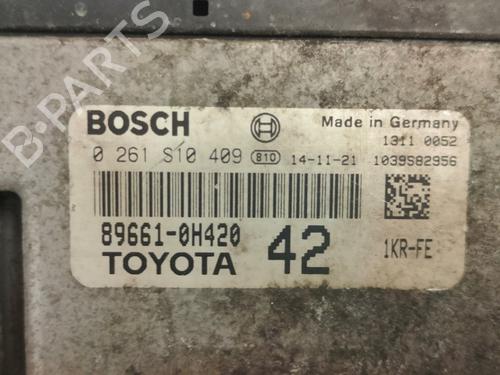 BOSCH
Made in Germany
1311 0052
0 261 S10 409 810 14-11-21 1039S82956
89661-0H420
TOYOTA
42
1KR-FE
B-Parts